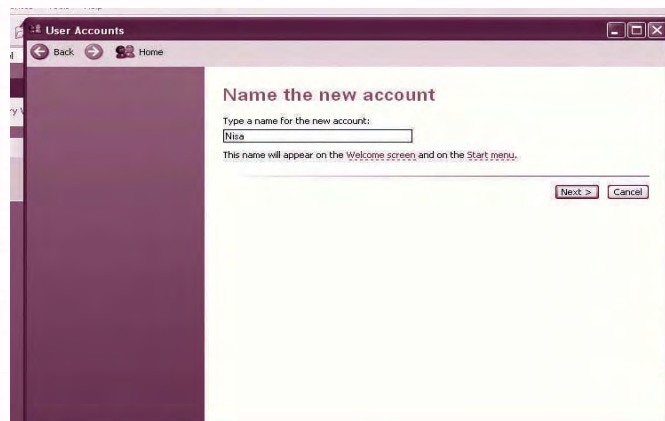 User Accounts
Back Home
Name the new account
Type a name for the new account:
Nisa
This name will appear on the Welcome screen and on the Start menu.
Next > Cancel